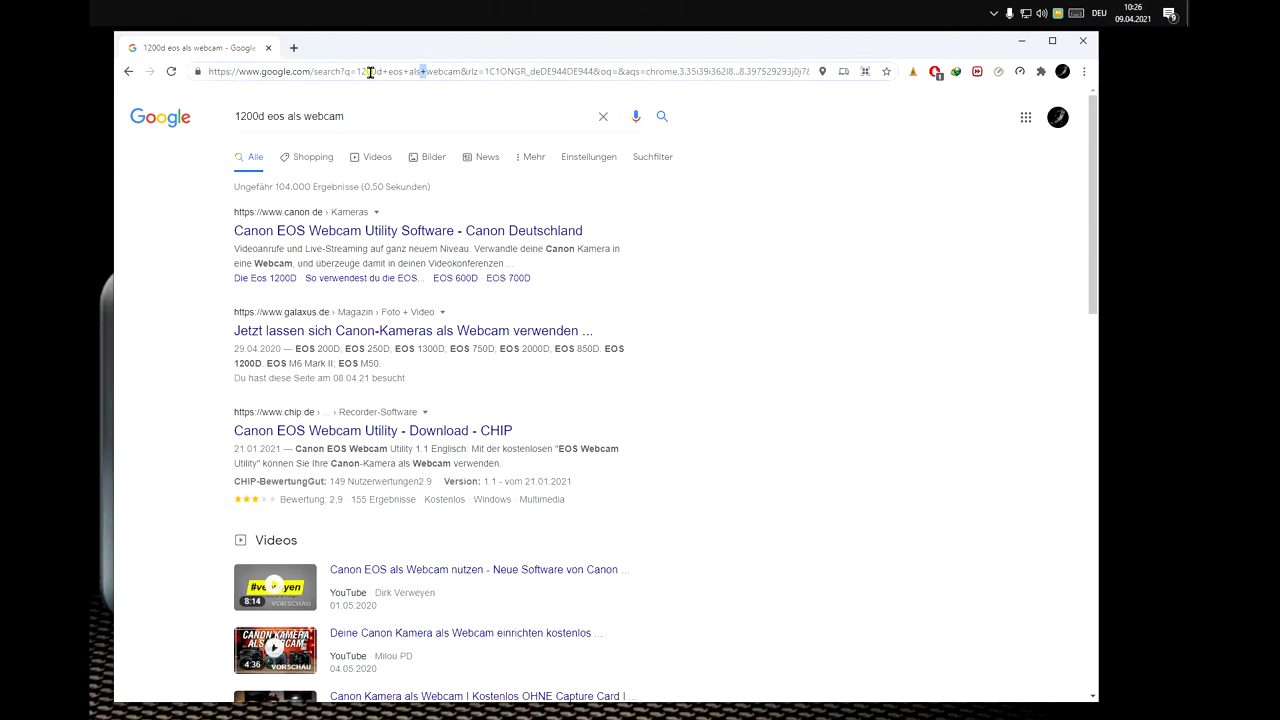 10:26
DEU
09.04.2021
9
1200d eos als webcam - Google
https://www.google.com/search?q=1200d+eos+als+webcam&rlz=1C1ONGR_deDE944DE944&oq=&aqs=chrome.3.35i39i362l8...8.397529293j0j7
1
Google
1200d eos als webcam
Alle
Shopping
Videos
Bilder
News
Mehr
Einstellungen
Suchfilter
Ungefähr 104.000 Ergebnisse (0,50 Sekunden)
https://www.canon.de › Kameras
Canon EOS Webcam Utility Software - Canon Deutschland
Videoanrufe und Live-Streaming auf ganz neuem Niveau. Verwandle deine Canon Kamera in
eine Webcam, und überzeuge damit in deinen Videokonferenzen ...
Die Eos 1200D So verwendest du die EOS... EOS 600D EOS 700D
https://www.galaxus.de › Magazin › Foto + Video
Jetzt lassen sich Canon-Kameras als Webcam verwenden ...
29.04.2020 — EOS 200D; EOS 250D; EOS 1300D; EOS 750D; EOS 2000D; EOS 850D. EOS
1200D. EOS M6 Mark II; EOS M50.
Du hast diese Seite am 08.04.21 besucht
https://www.chip.de › ... › Recorder-Software
Canon EOS Webcam Utility - Download - CHIP
21.01.2021 — Canon EOS Webcam Utility 1.1 Englisch: Mit der kostenlosen "EOS Webcam
Utility" können Sie Ihre Canon-Kamera als Webcam verwenden.
CHIP-BewertungGut: 149 Nutzerwertungen2.9 Version: 1.1 - vom 21.01.2021
Bewertung: 2,9 · 155 Ergebnisse · Kostenlos · Windows · Multimedia
Videos
8:14
VORSCHAU
Canon EOS als Webcam nutzen - Neue Software von Canon ...
YouTube · Dirk Verweyen
01.05.2020
CANON KAMERA
ALS WEBCAM
4:36
VORSCHAU
Deine Canon Kamera als Webcam einrichten kostenlos ...
YouTube · Milou PD
04.05.2020
Canon Kamera als Webcam I Kostenlos OHNE Capture Card I ...